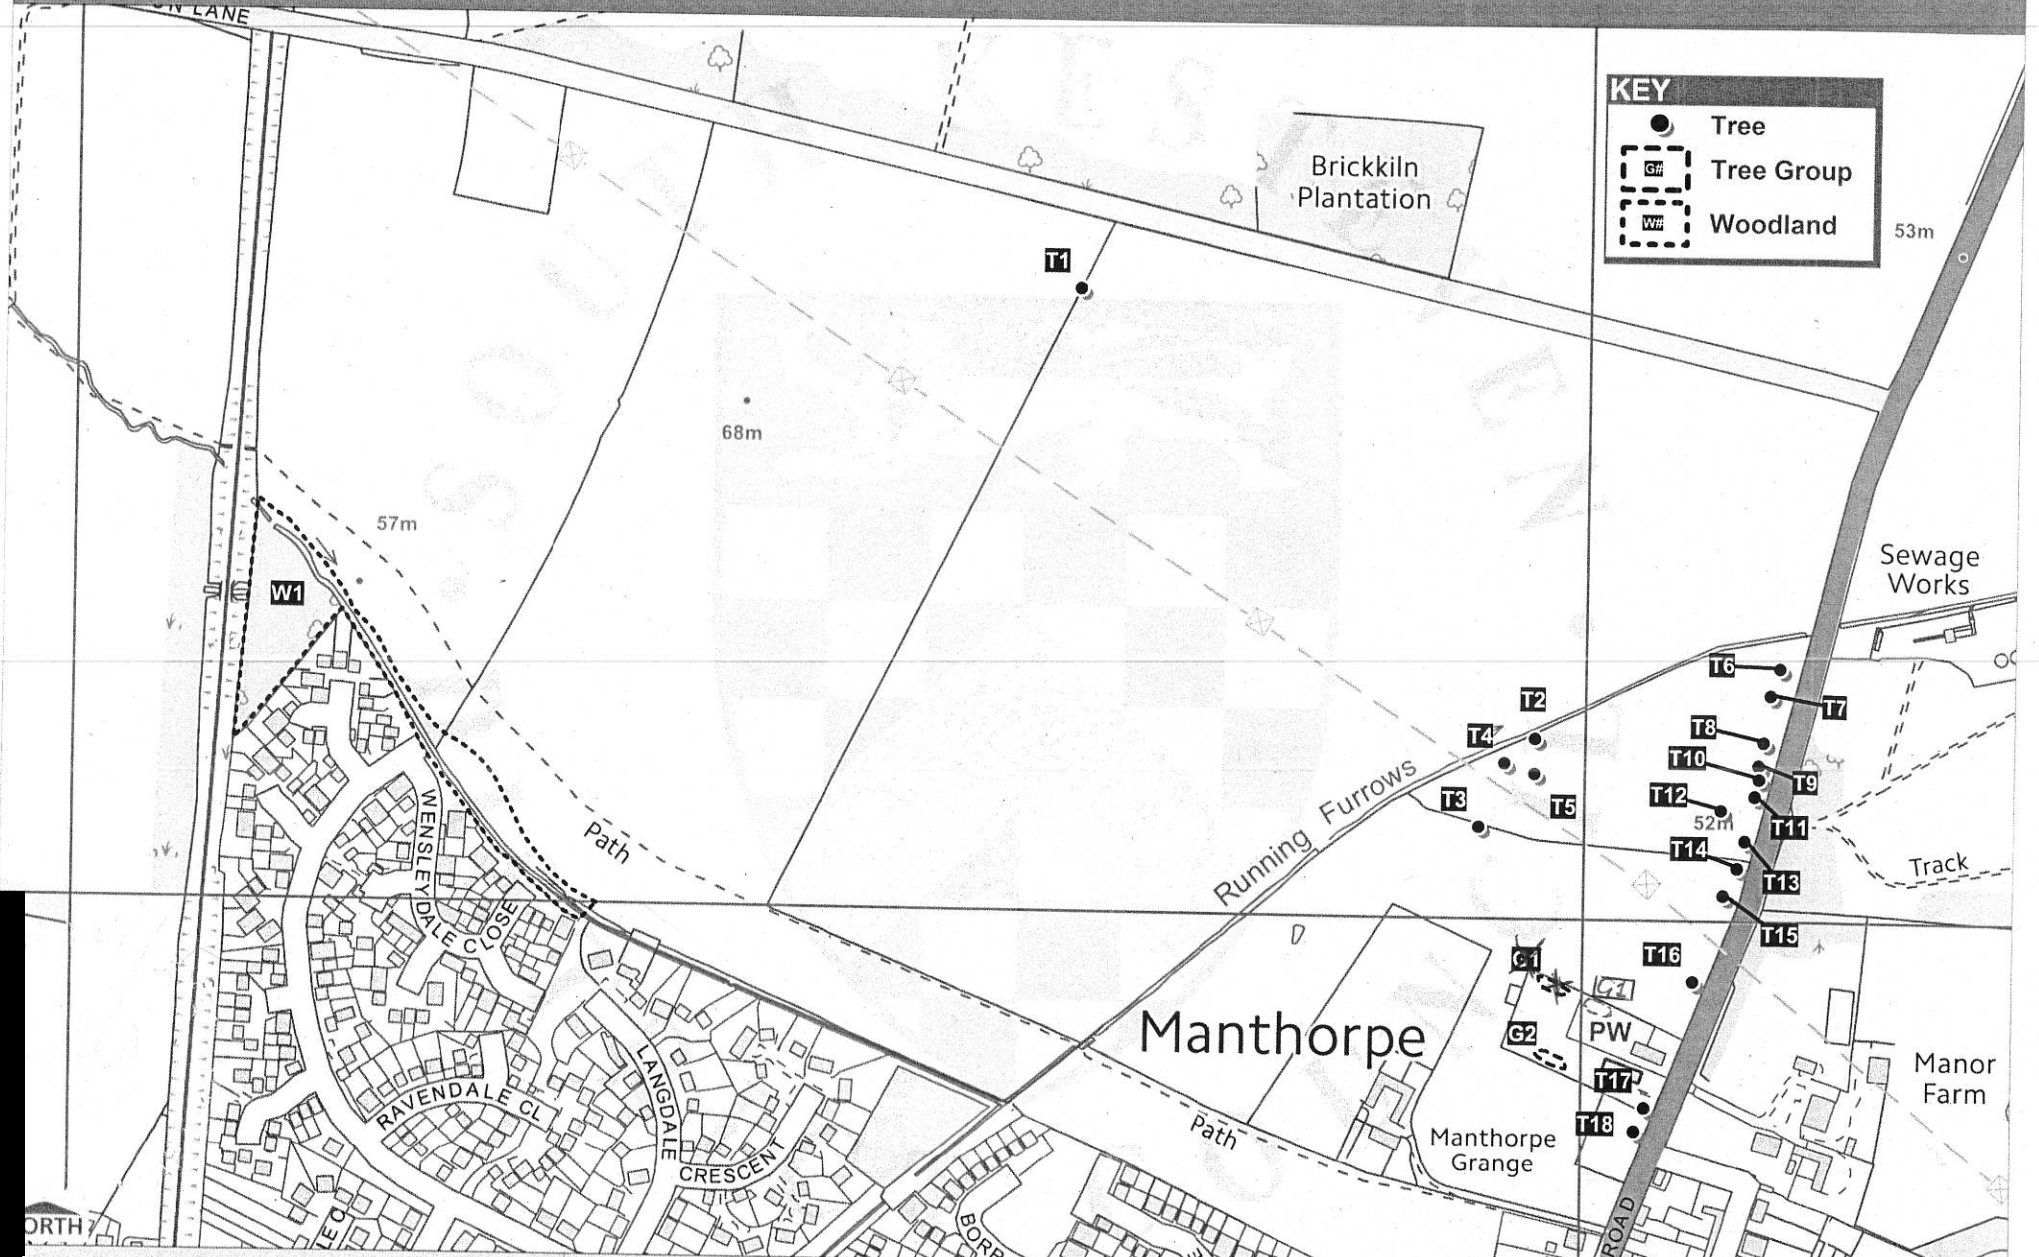 LANE
KEY
Tree
G# Tree Group
W# Woodland
Brickkiln
Plantation
53m
T1
68m
57m
W1
Sewage
Works
T6
T7
T2
T4
T8
T10
T9
T3
T5
T12
52m
T11
T14
T13
T15
Running Furrows
Path
Track
WENSLEYDALE CLOSE
T16
G1
G1
G2
PW
Manthorpe
T17
T18
Manor
Farm
RAVENDALE CL
LANGDALE CRESCENT
Path
Manthorpe
Grange
ROAD